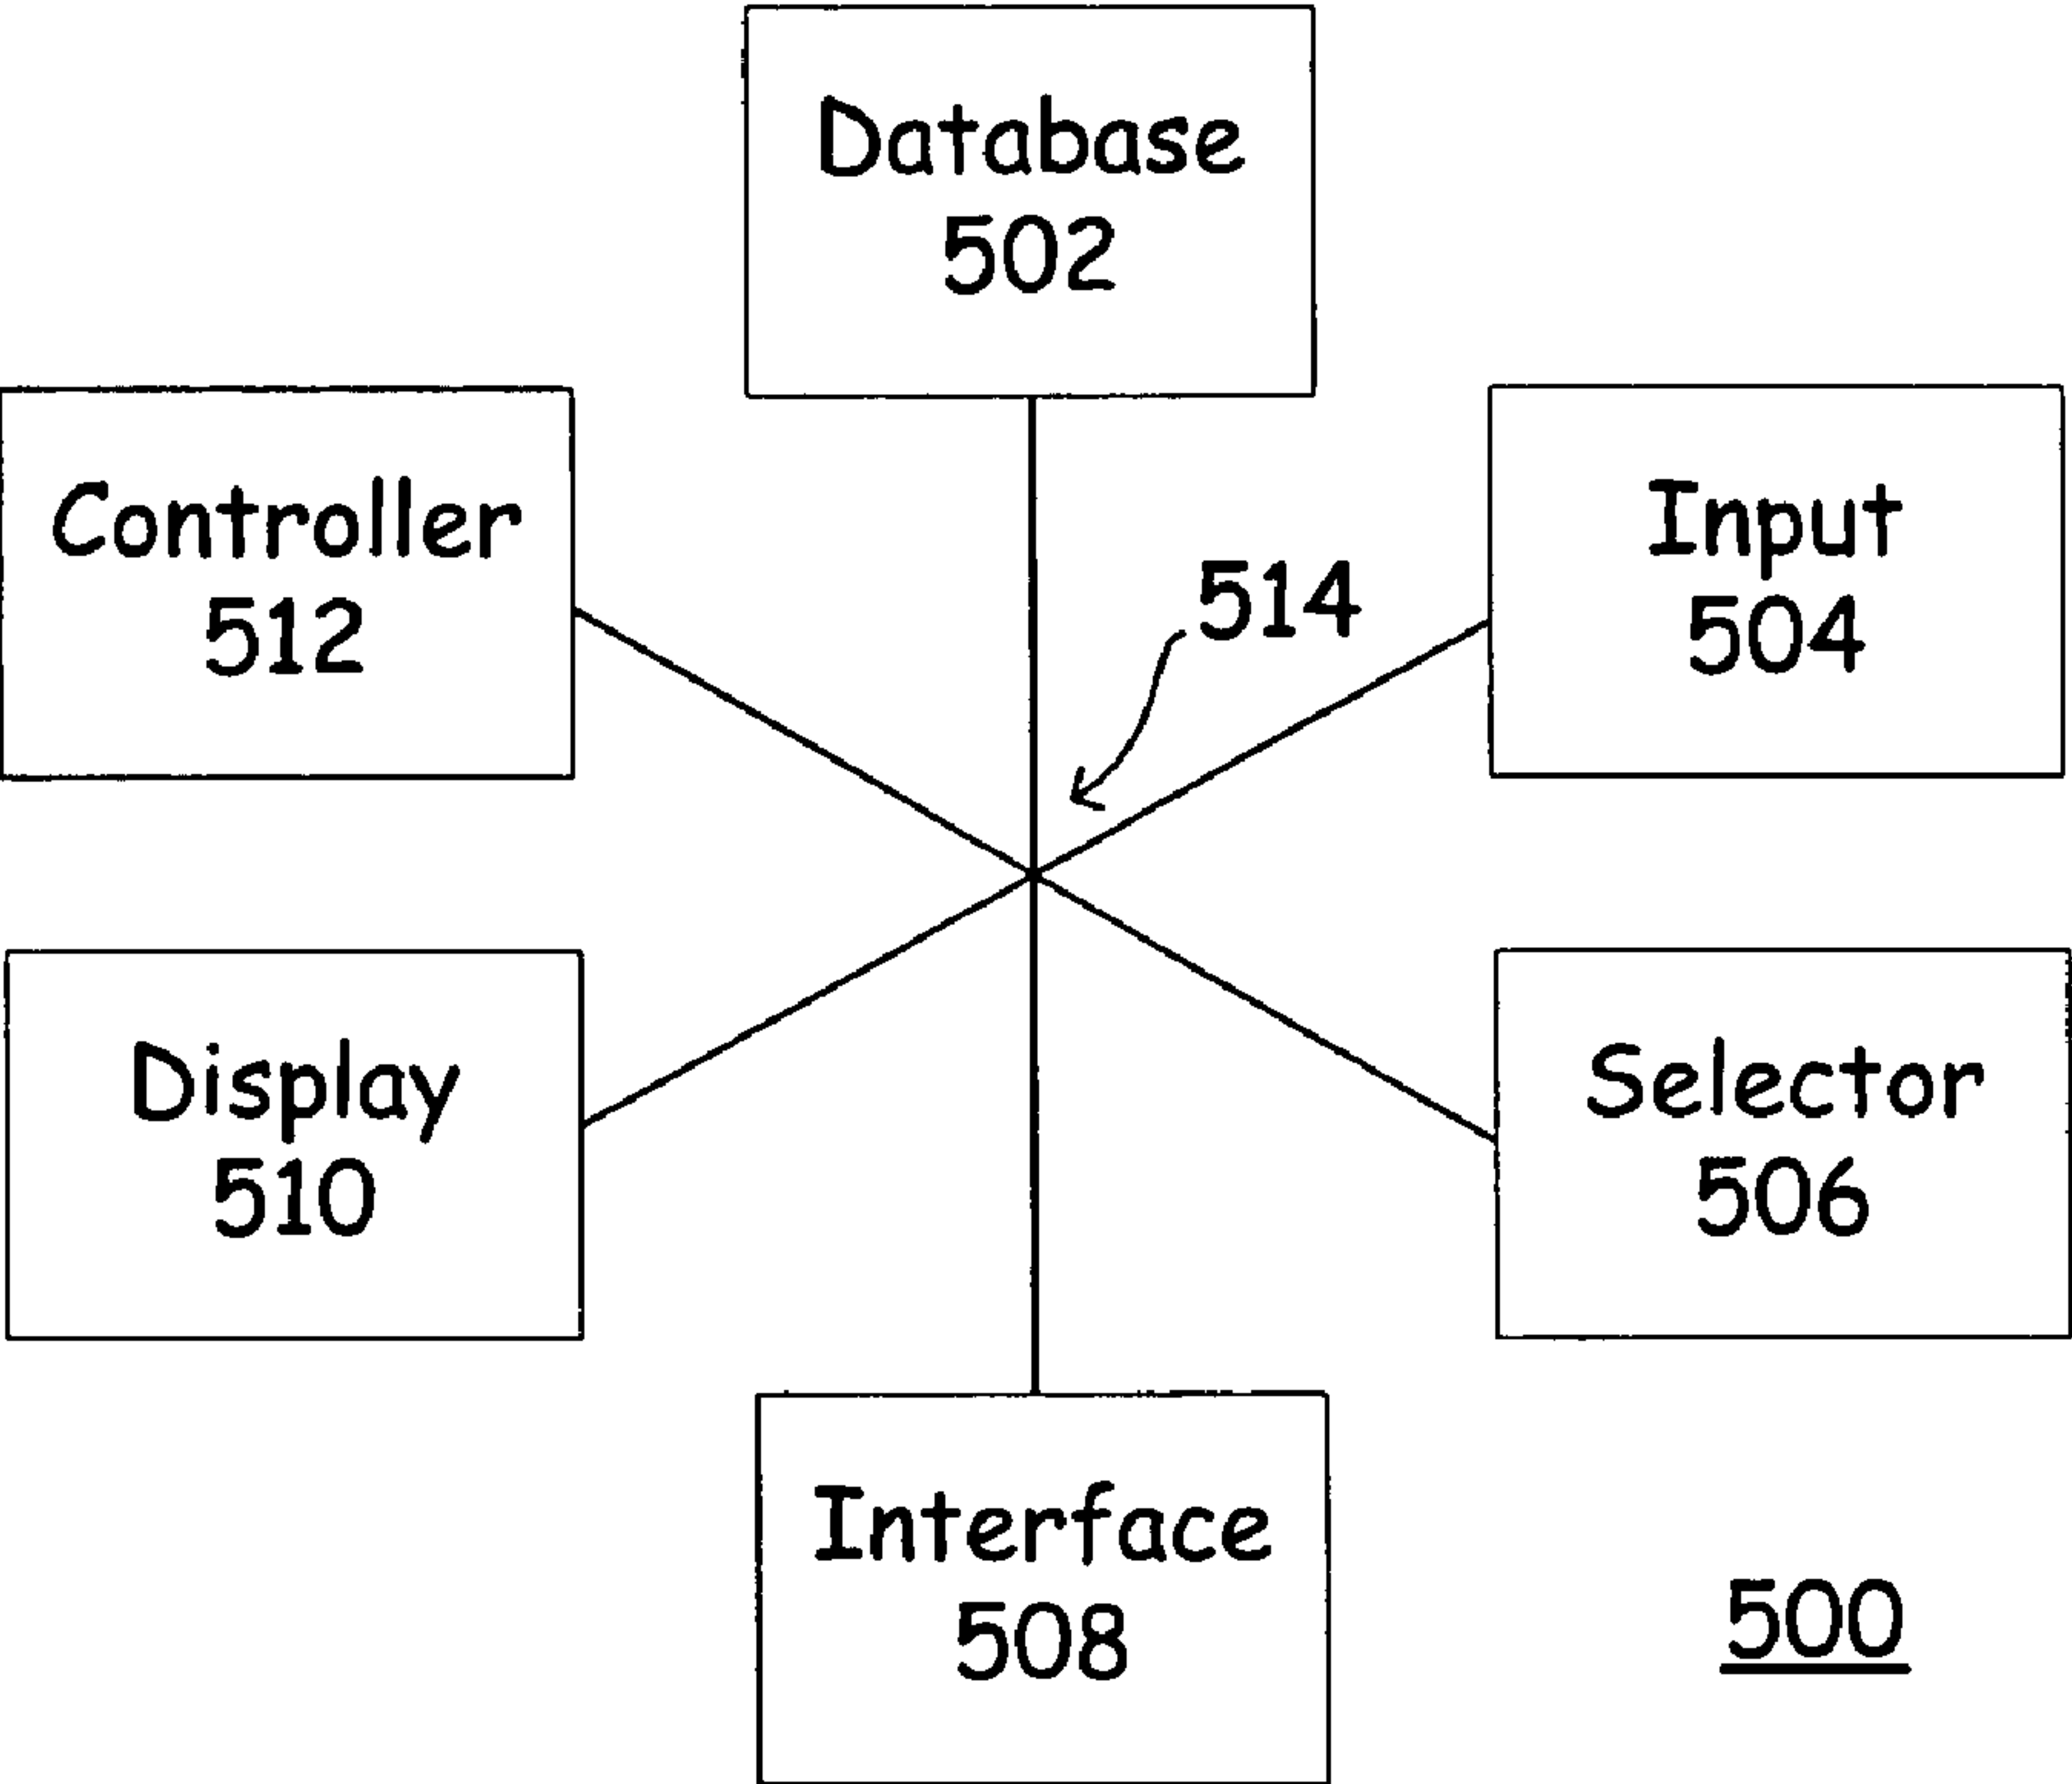 Database
502
Controller
512
Input
504
514
Display
510
Selector
506
Interface
508
500